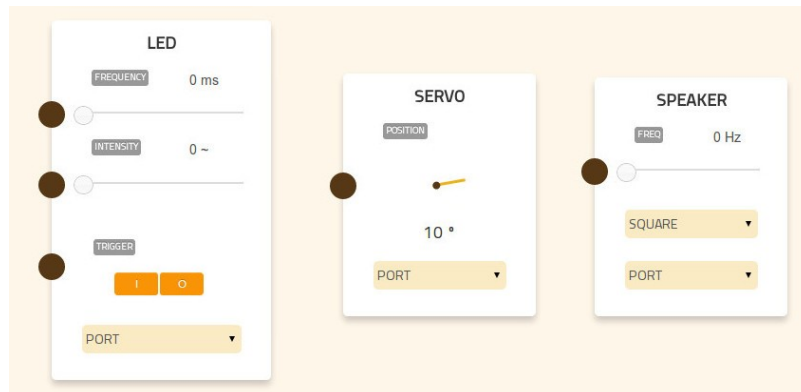 LED
FREQUENCY 0 ms
INTENSITY 0 ~
TRIGGER
I O
PORT
SERVO
POSITION
10 °
PORT
SPEAKER
FREQ 0 Hz
SQUARE
PORT